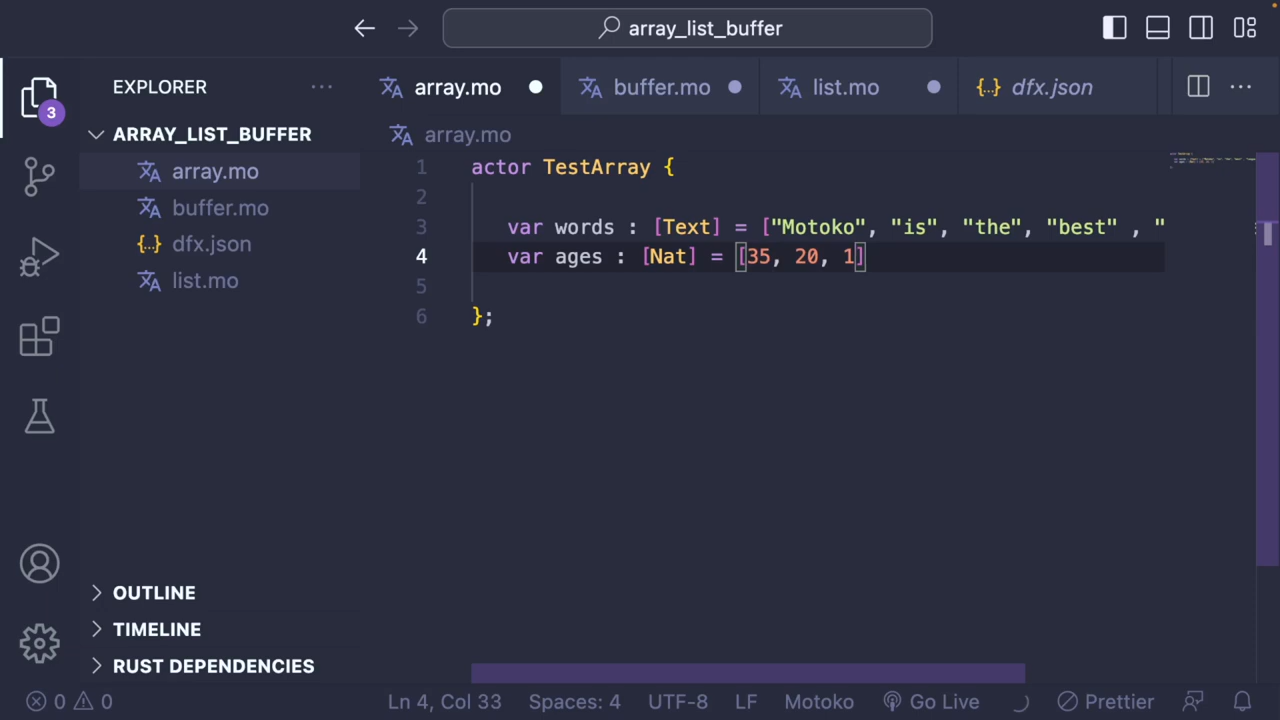 array_list_buffer
EXPLORER ...
array.mo
buffer.mo
list.mo
{..} dfx.json
...
3
ARRAY_LIST_BUFFER
array.mo
buffer.mo
{..} dfx.json
list.mo
array.mo
1 actor TestArray {
2
3 var words : [Text] = ["Motoko", "is", "the", "best" , "
4 var ages : [Nat] = [35, 20, 1]
5
6 };
OUTLINE
TIMELINE
RUST DEPENDENCIES
0 0 Ln 4, Col 33 Spaces: 4 UTF-8 LF Motoko Go Live Prettier